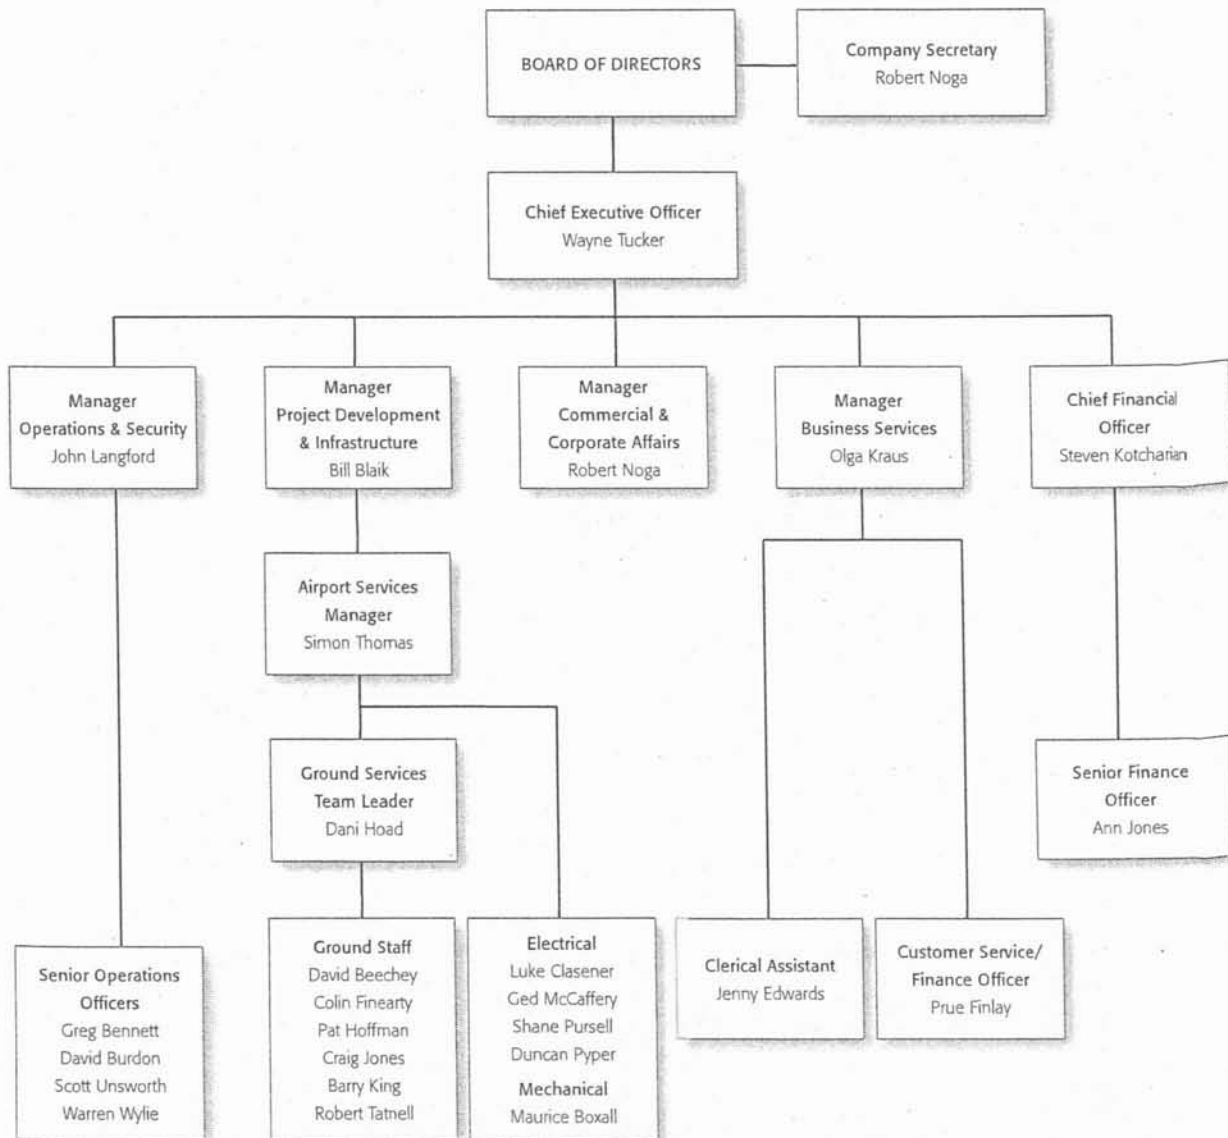 BOARD OF DIRECTORS
Company Secretary
Robert Noga
Chief Executive Officer
Wayne Tucker
Manager
Operations & Security
John Langford
Manager
Project Development
& Infrastructure
Bill Blaik
Manager
Commercial &
Corporate Affairs
Robert Noga
Manager
Business Services
Olga Kraus
Chief Financial
Officer
Steven Kotcharian
Airport Services
Manager
Simon Thomas
Ground Services
Team Leader
Dani Hoad
Senior Finance
Officer
Ann Jones
Senior Operations
Officers
Greg Bennett
David Burdon
Scott Unsworth
Warren Wylie
Ground Staff
David Beechey
Colin Finearty
Pat Hoffman
Craig Jones
Barry King
Robert Tatnell
Electrical
Luke Clasener
Ged McCaffery
Shane Pursell
Duncan Pyper
Mechanical
Maurice Boxall
Clerical Assistant
Jenny Edwards
Customer Service/
Finance Officer
Prue Finlay